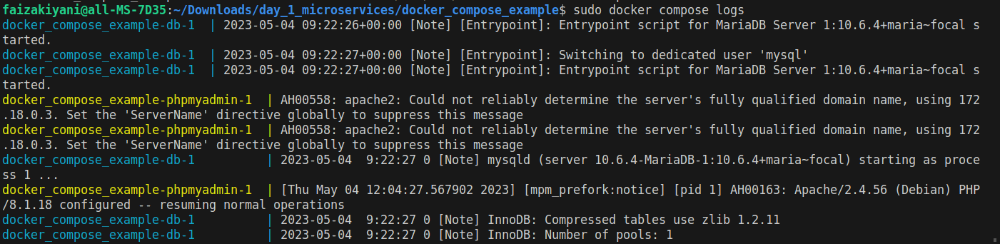 faizakiyani@all-MS-7D35:~/Downloads/day_1_microservices/docker_compose_example$ sudo docker compose logs
docker_compose_example-db-1  | 2023-05-04 09:22:26+00:00 [Note] [Entrypoint]: Entrypoint script for MariaDB Server 1:10.6.4+maria~focal s
tarted.
docker_compose_example-db-1  | 2023-05-04 09:22:27+00:00 [Note] [Entrypoint]: Switching to dedicated user 'mysql'
docker_compose_example-db-1  | 2023-05-04 09:22:27+00:00 [Note] [Entrypoint]: Entrypoint script for MariaDB Server 1:10.6.4+maria~focal s
tarted.
docker_compose_example-phpmyadmin-1  | AH00558: apache2: Could not reliably determine the server's fully qualified domain name, using 172
.18.0.3. Set the 'ServerName' directive globally to suppress this message
docker_compose_example-phpmyadmin-1  | AH00558: apache2: Could not reliably determine the server's fully qualified domain name, using 172
.18.0.3. Set the 'ServerName' directive globally to suppress this message
docker_compose_example-db-1          | 2023-05-04  9:22:27 0 [Note] mysqld (server 10.6.4-MariaDB-1:10.6.4+maria~focal) starting as proce
ss 1 ...
docker_compose_example-phpmyadmin-1  | [Thu May 04 12:04:27.567902 2023] [mpm_prefork:notice] [pid 1] AH00163: Apache/2.4.56 (Debian) PHP
/8.1.18 configured -- resuming normal operations
docker_compose_example-db-1          | 2023-05-04  9:22:27 0 [Note] InnoDB: Compressed tables use zlib 1.2.11
docker_compose_example-db-1          | 2023-05-04  9:22:27 0 [Note] InnoDB: Number of pools: 1